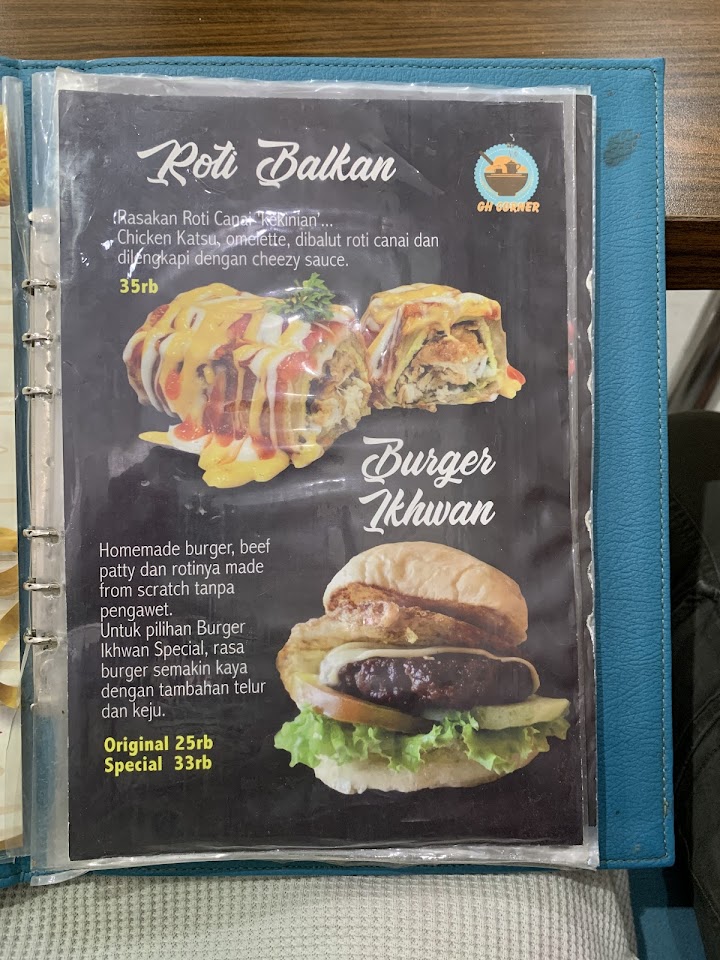 Roti Balkan
GH CORNER
Rasakan Roti Canai 'kekinian'...
Chicken Katsu, omelette, dibalut roti canai dan
dilengkapi dengan cheezy sauce.
35rb
Burger
Ikhwan
Homemade burger, beef
patty dan rotinya made
from scratch tanpa
pengawet.
Untuk pilihan Burger
Ikhwan Special, rasa
burger semakin kaya
dengan tambahan telur
dan keju.
Original 25rb
Special 33rb